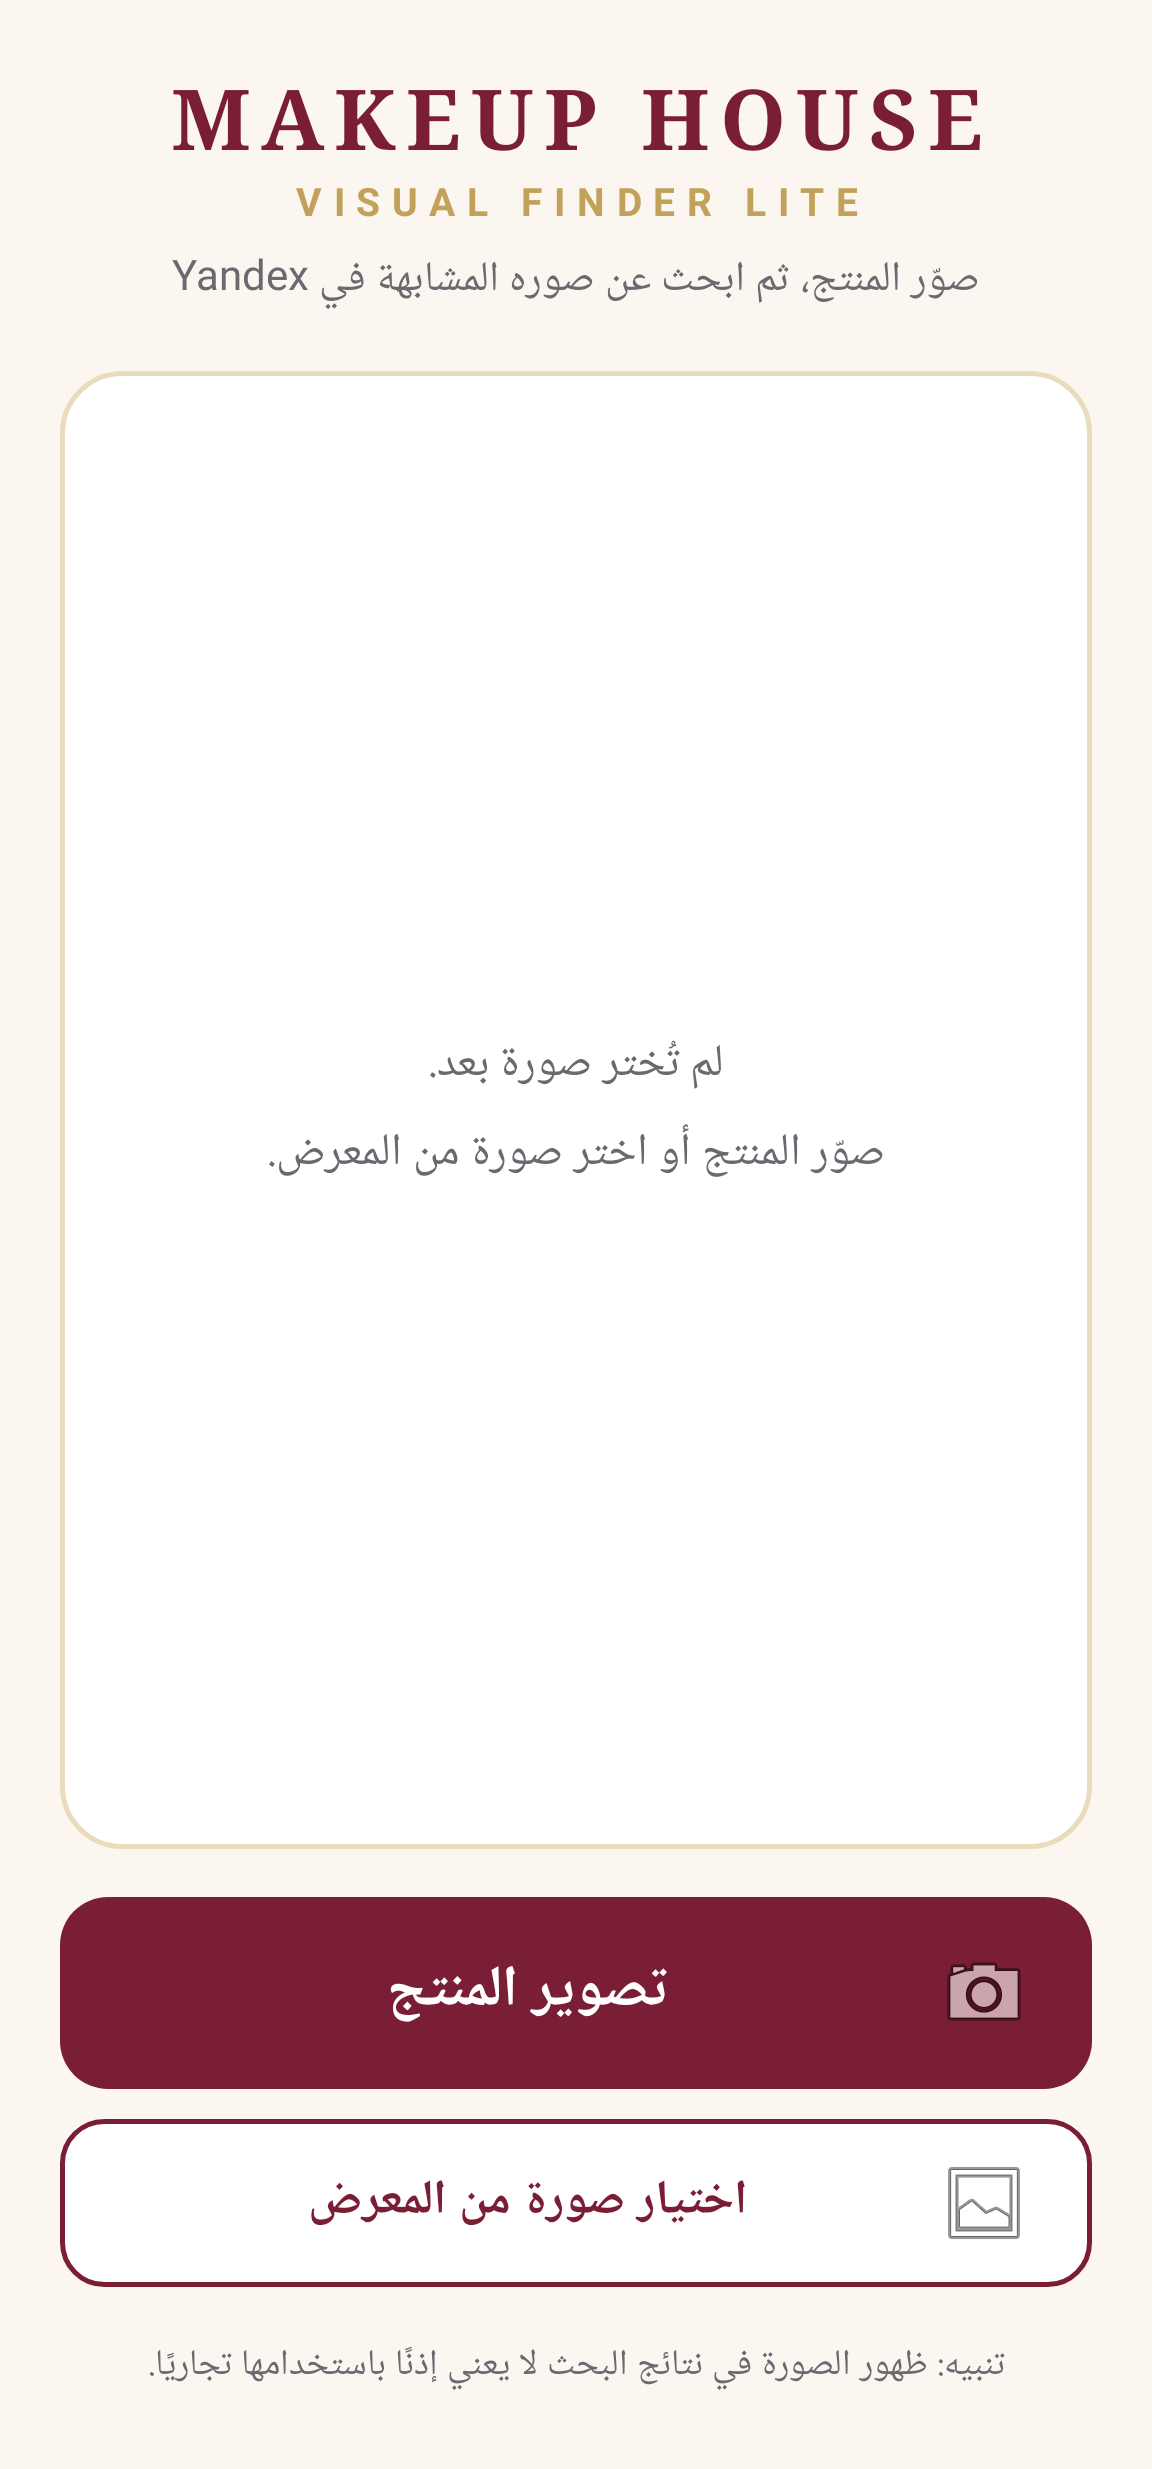 MAKEUP HOUSE
VISUAL FINDER LITE
صوّر المنتج، ثم ابحث عن صوره المشابهة في Yandex
لم تُختر صورة بعد.
صوّر المنتج أو اختر صورة من المعرض.
تصوير المنتج
اختيار صورة من المعرض
تنبيه: ظهور الصورة في نتائج البحث لا يعني إذنًا باستخدامها تجاريًا.